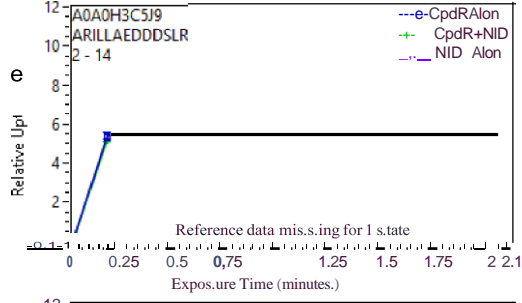 12
A0A0H3C5J9
ARILLAEDDDSLR
2 - 14
e-CpdRAlon
CpdR+NID
NID Alon
10
8
e
6
4
2
Relative Up
Reference data mis.s.ing for 1 s.tate
0 0.25 0.5 0,75 1.25 1.5 1.75 2 2.1
Expos.ure Time (minutes.)